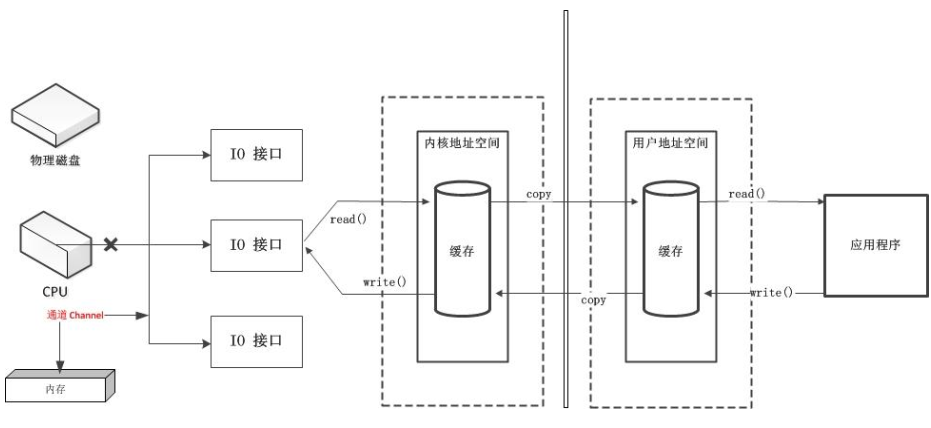 物理磁盘
CPU
通道 Channel
内存
IO 接口
IO 接口
IO 接口
read()
write()
内核地址空间
缓存
copy
copy
用户地址空间
缓存
read()
write()
应用程序